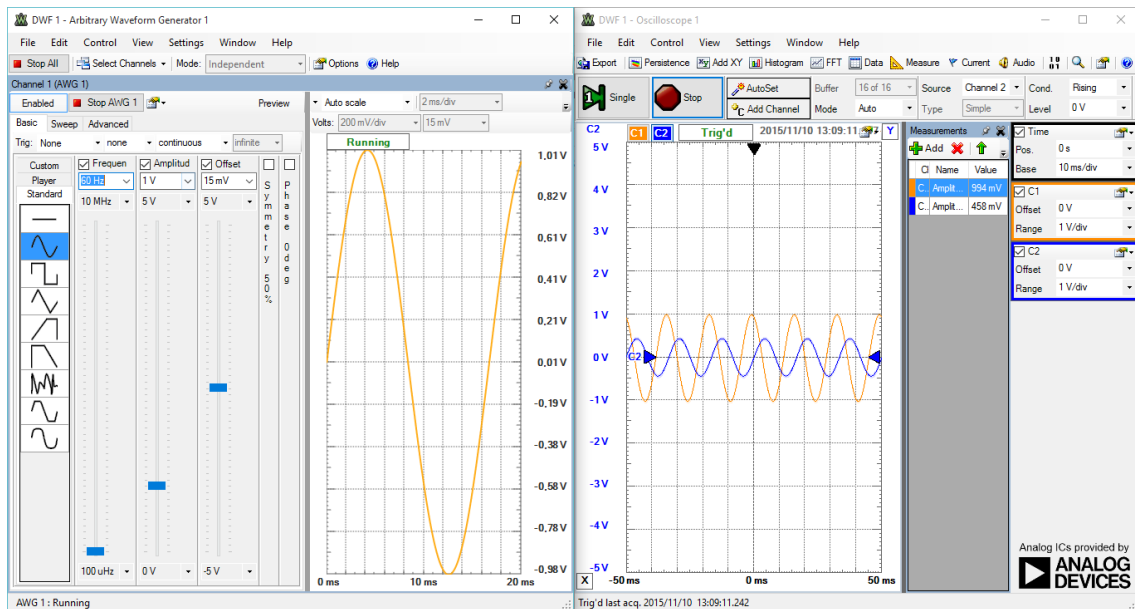 DWF 1 - Arbitrary Waveform Generator 1
File Edit Control View Settings Window Help
Stop All Select Channels Mode: Independent Options Help
Channel 1 (AWG 1)
Enabled Stop AWG 1 Preview
Basic Sweep Advanced
Trig: None none continuous infinite
Custom
Player
Standard
Frequen Amplitud Offset
60 Hz 1 V 15 mV
10 MHz 5 V 5 V
100 uHz 0 V -5 V
Symmetry 50%
Phase 0 deg
Auto scale 2 ms/div
Volts: 200 mV/div 15 mV
Running
1,01 V
0,82 V
0,61 V
0,41 V
0,21 V
0,01 V
-0,19 V
-0,38 V
-0,58 V
-0,78 V
-0,98 V
0 ms 10 ms 20 ms
AWG 1 : Running
DWF 1 - Oscilloscope 1
File Edit Control View Settings Window Help
Export Persistence Add XY Histogram FFT Data Measure Current Audio
Single Stop AutoSet Add Channel
Buffer 16 of 16 Source Channel 2 Cond. Rising
Mode Auto Type Simple Level 0 V
C2 C1 C2 Trig'd 2015/11/10 13:09:11 Y
5 V
4 V
3 V
2 V
1 V
0 V C2
-1 V
-2 V
-3 V
-4 V
-5 V
X -50 ms 0 ms 50 ms
Measurements
Add
Name Value
C.. Amplit... 994 mV
C.. Amplit... 458 mV
Time
Pos. 0 s
Base 10 ms/div
C1
Offset 0 V
Range 1 V/div
C2
Offset 0 V
Range 1 V/div
Analog ICs provided by
ANALOG
DEVICES
Trig'd last acq. 2015/11/10 13:09:11.242